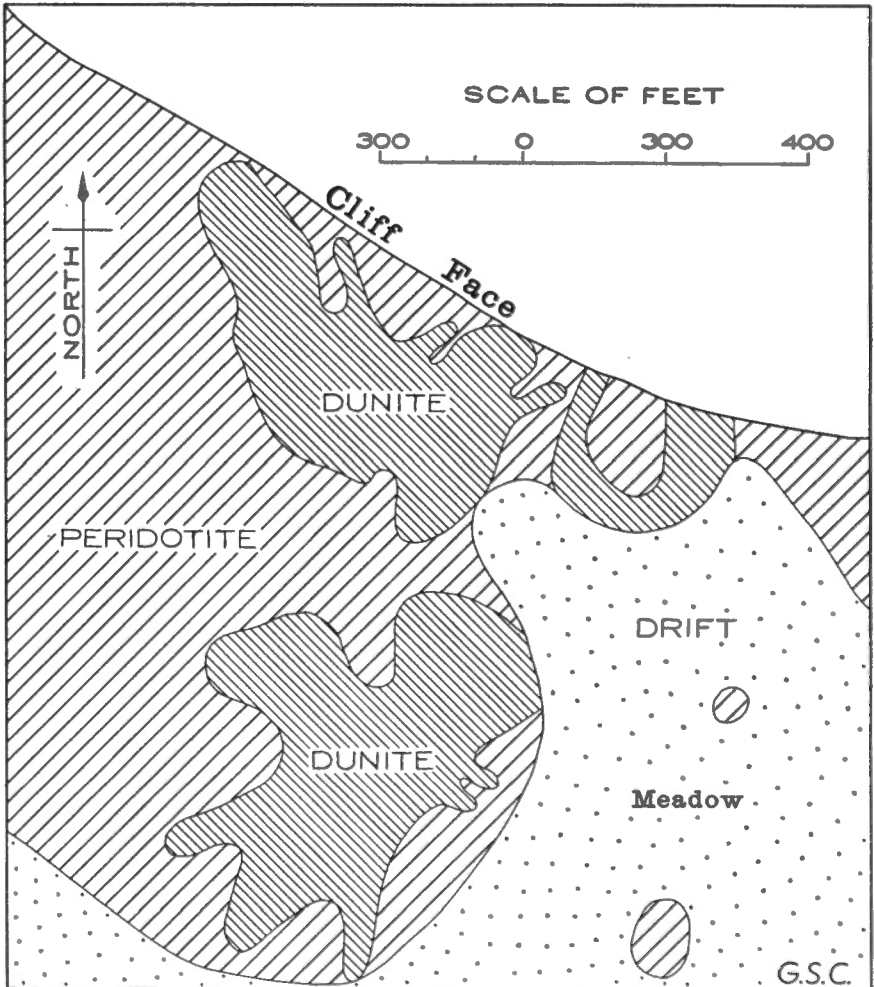 SCALE OF FEET
300 0 300 400
Cliff
Face
NORTH
DUNITE
PERIDOTITE
DRIFT
DUNITE
Meadow
G.S.C.